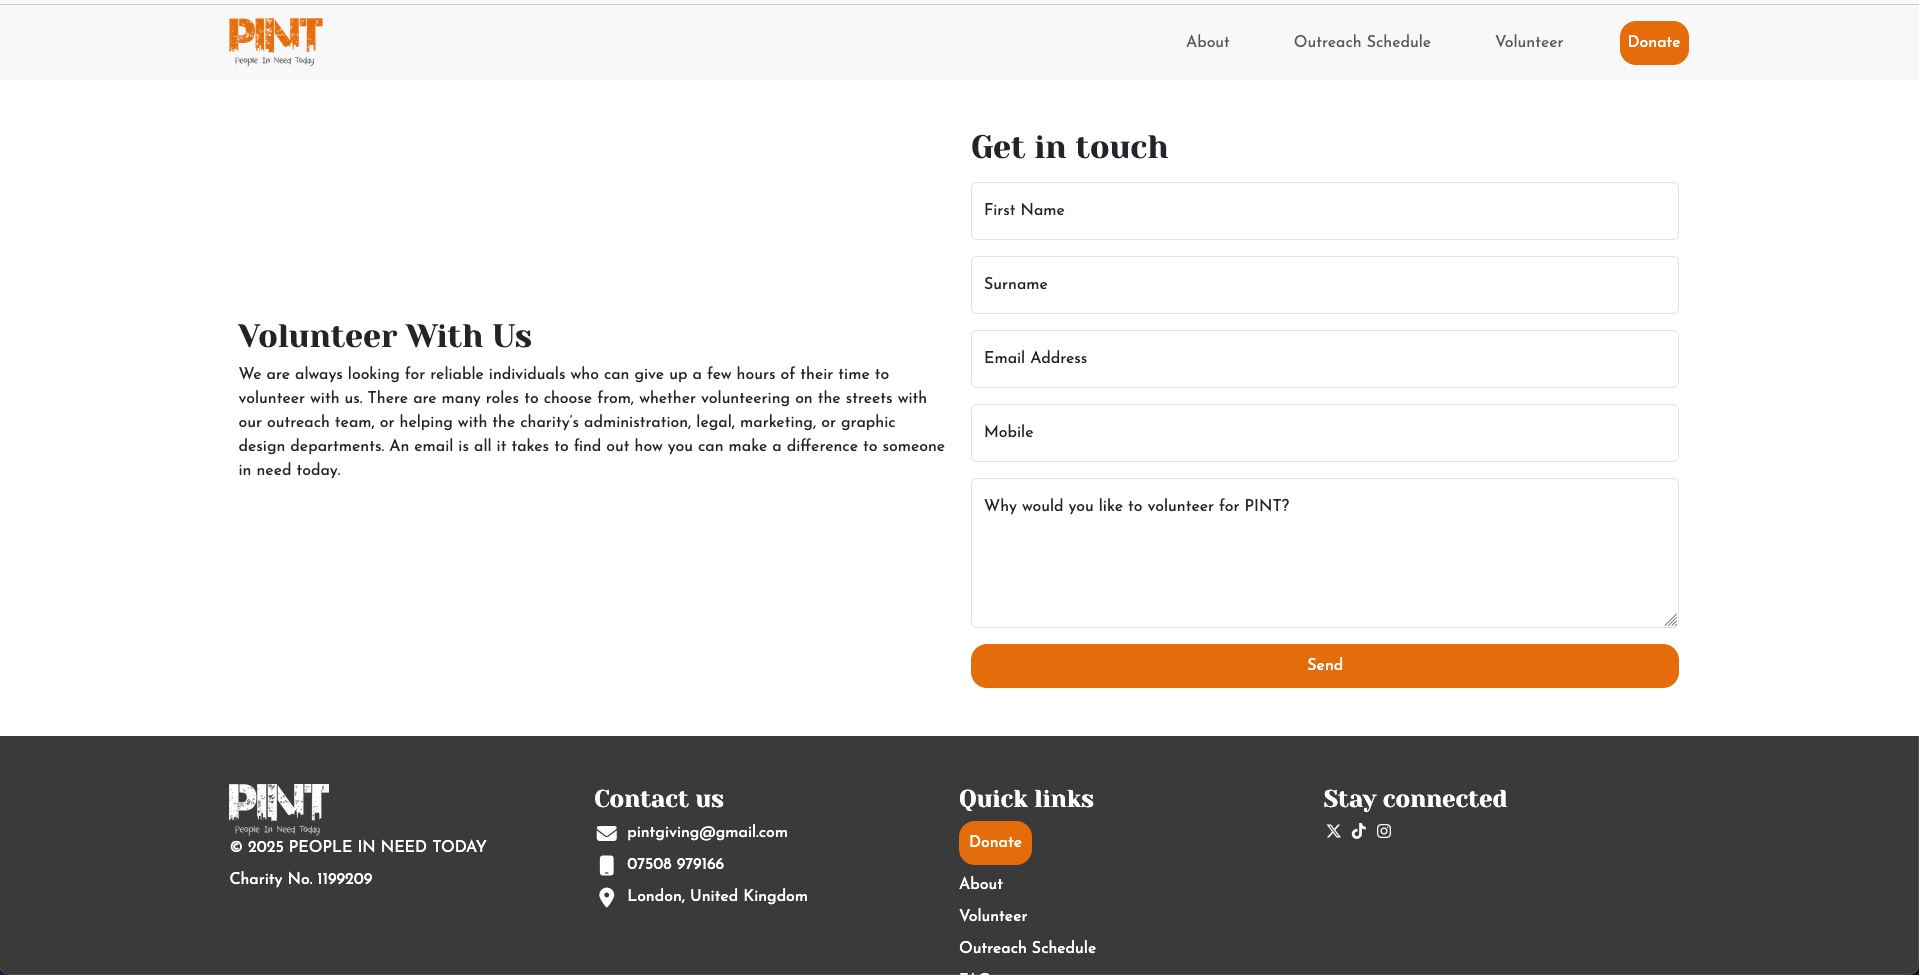 PINT
People In Need Today
About
Outreach Schedule
Volunteer
Donate
Volunteer With Us
We are always looking for reliable individuals who can give up a few hours of their time to
volunteer with us. There are many roles to choose from, whether volunteering on the streets with
our outreach team, or helping with the charity's administration, legal, marketing, or graphic
design departments. An email is all it takes to find out how you can make a difference to someone
in need today.
Get in touch
First Name
Surname
Email Address
Mobile
Why would you like to volunteer for PINT?
Send
PINT
People In Need Today
© 2025 PEOPLE IN NEED TODAY
Charity No. 1199209
Contact us
pintgiving@gmail.com
07508 979166
London, United Kingdom
Quick links
Donate
About
Volunteer
Outreach Schedule
Stay connected